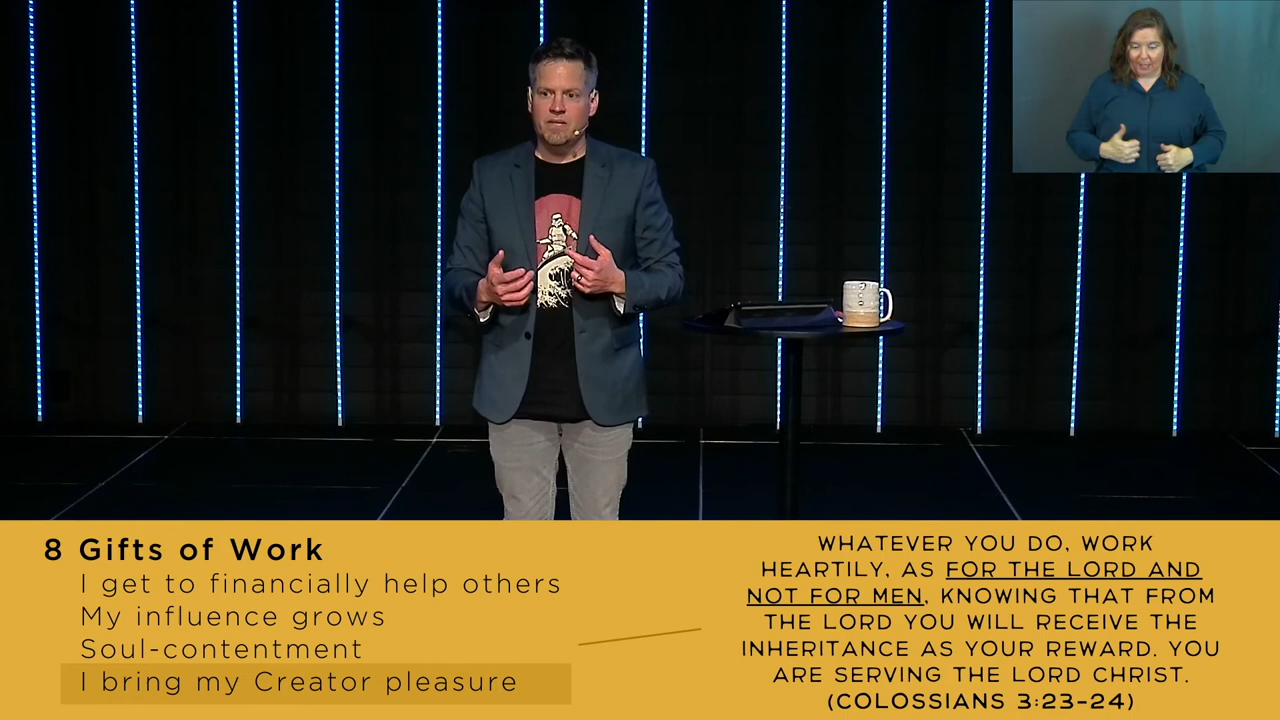 8 Gifts of Work
I get to financially help others
My influence grows
Soul-contentment
I bring my Creator pleasure
WHATEVER YOU DO, WORK
HEARTILY, AS FOR THE LORD AND
NOT FOR MEN, KNOWING THAT FROM
THE LORD YOU WILL RECEIVE THE
INHERITANCE AS YOUR REWARD. YOU
ARE SERVING THE LORD CHRIST.
(COLOSSIANS 3:23-24)